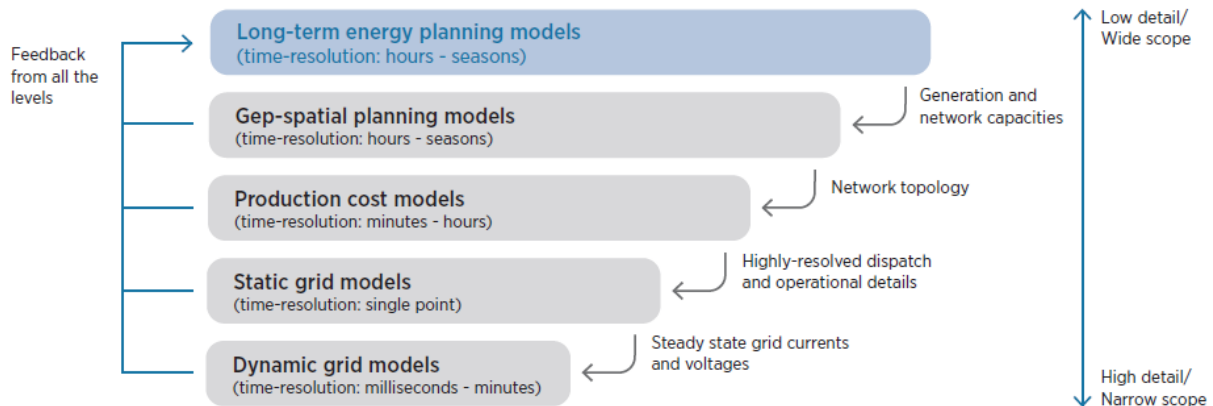 Feedback
from all the
levels
Long-term energy planning models
(time-resolution: hours - seasons)
Generation and
network capacities
Gep-spatial planning models
(time-resolution: hours - seasons)
Network topology
Production cost models
(time-resolution: minutes - hours)
Highly-resolved dispatch
and operational details
Static grid models
(time-resolution: single point)
Steady state grid currents
and voltages
Dynamic grid models
(time-resolution: milliseconds - minutes)
Low detail/
Wide scope
High detail/
Narrow scope